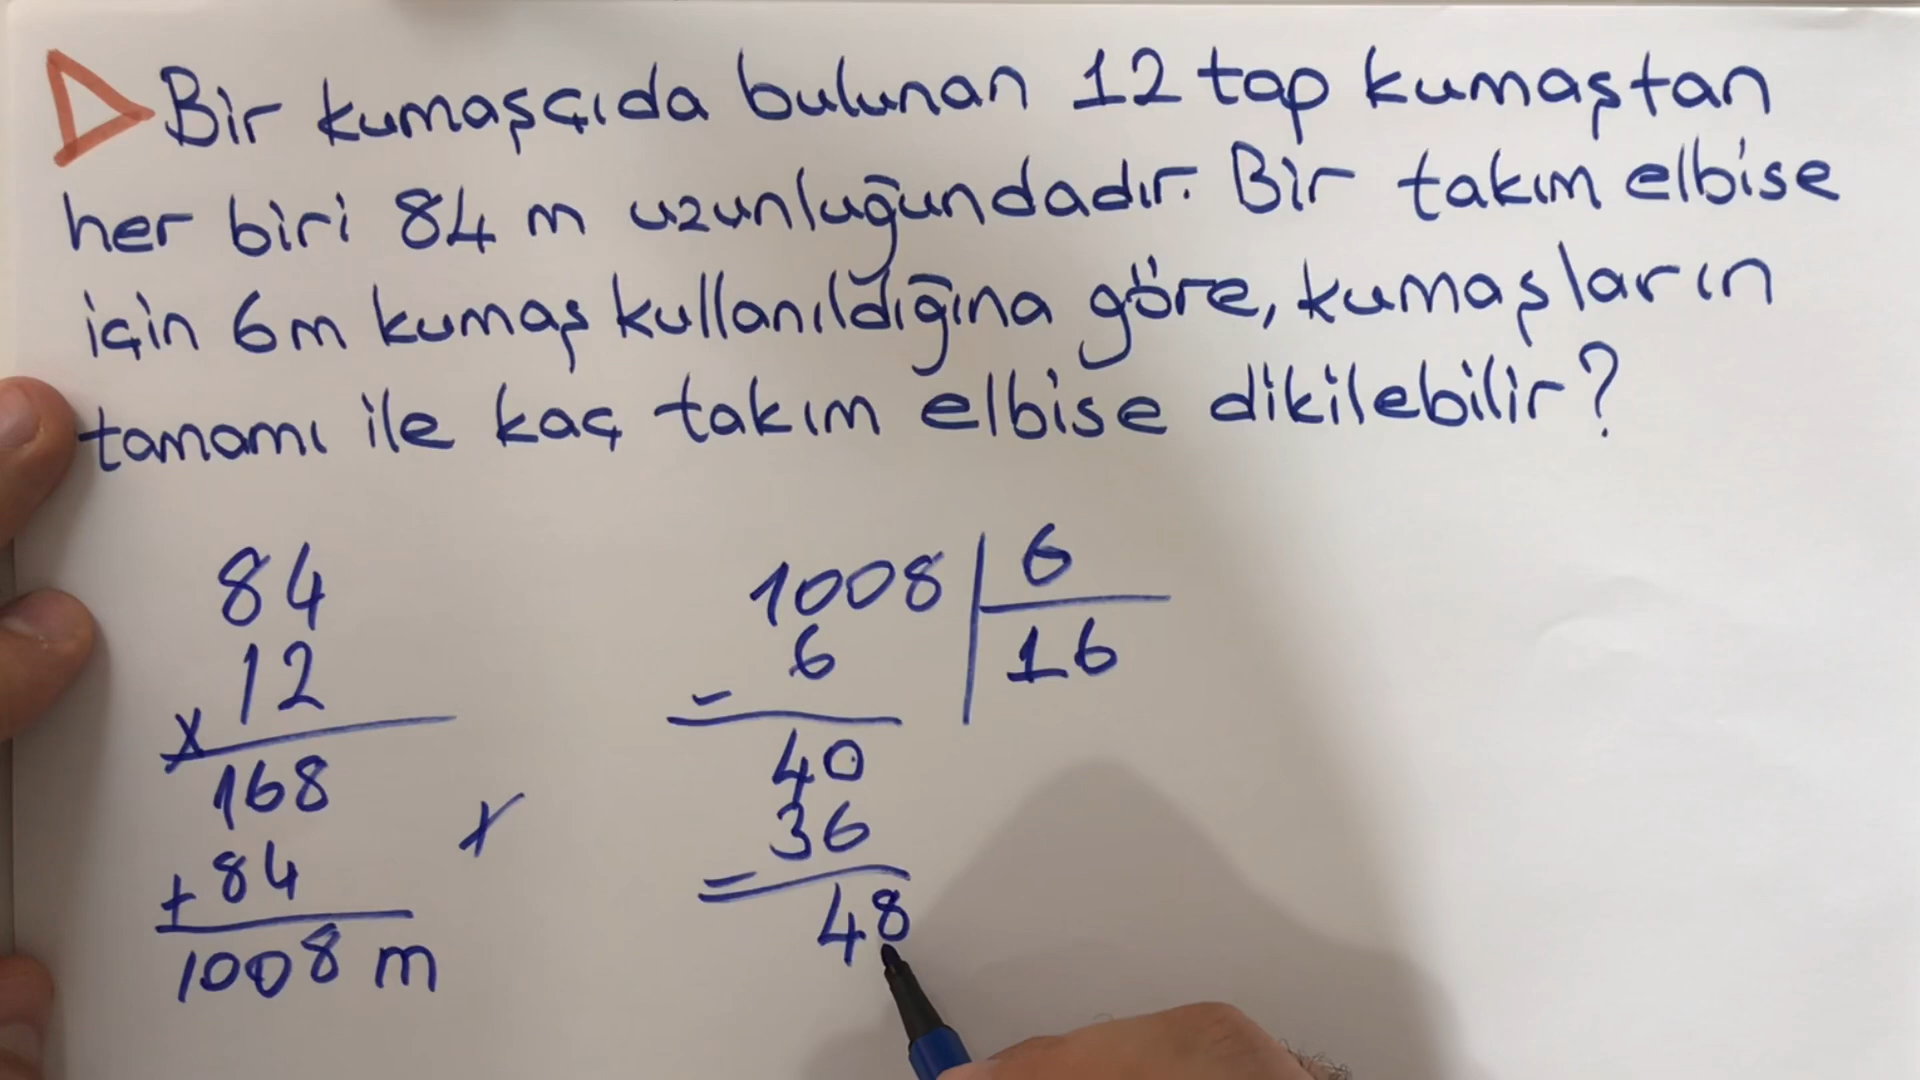 Bir kumaşçıda bulunan 12 top kumaştan
her biri 84 m uzunluğundadır. Bir takım elbise
için 6m kumaş kullanıldığına göre, kumaşların
tamamı ile kaç takım elbise dikilebilir?
84
12
x
168
+ 84
1008 m
+
1008 | 6
6 | 16
-
40
36
-
48